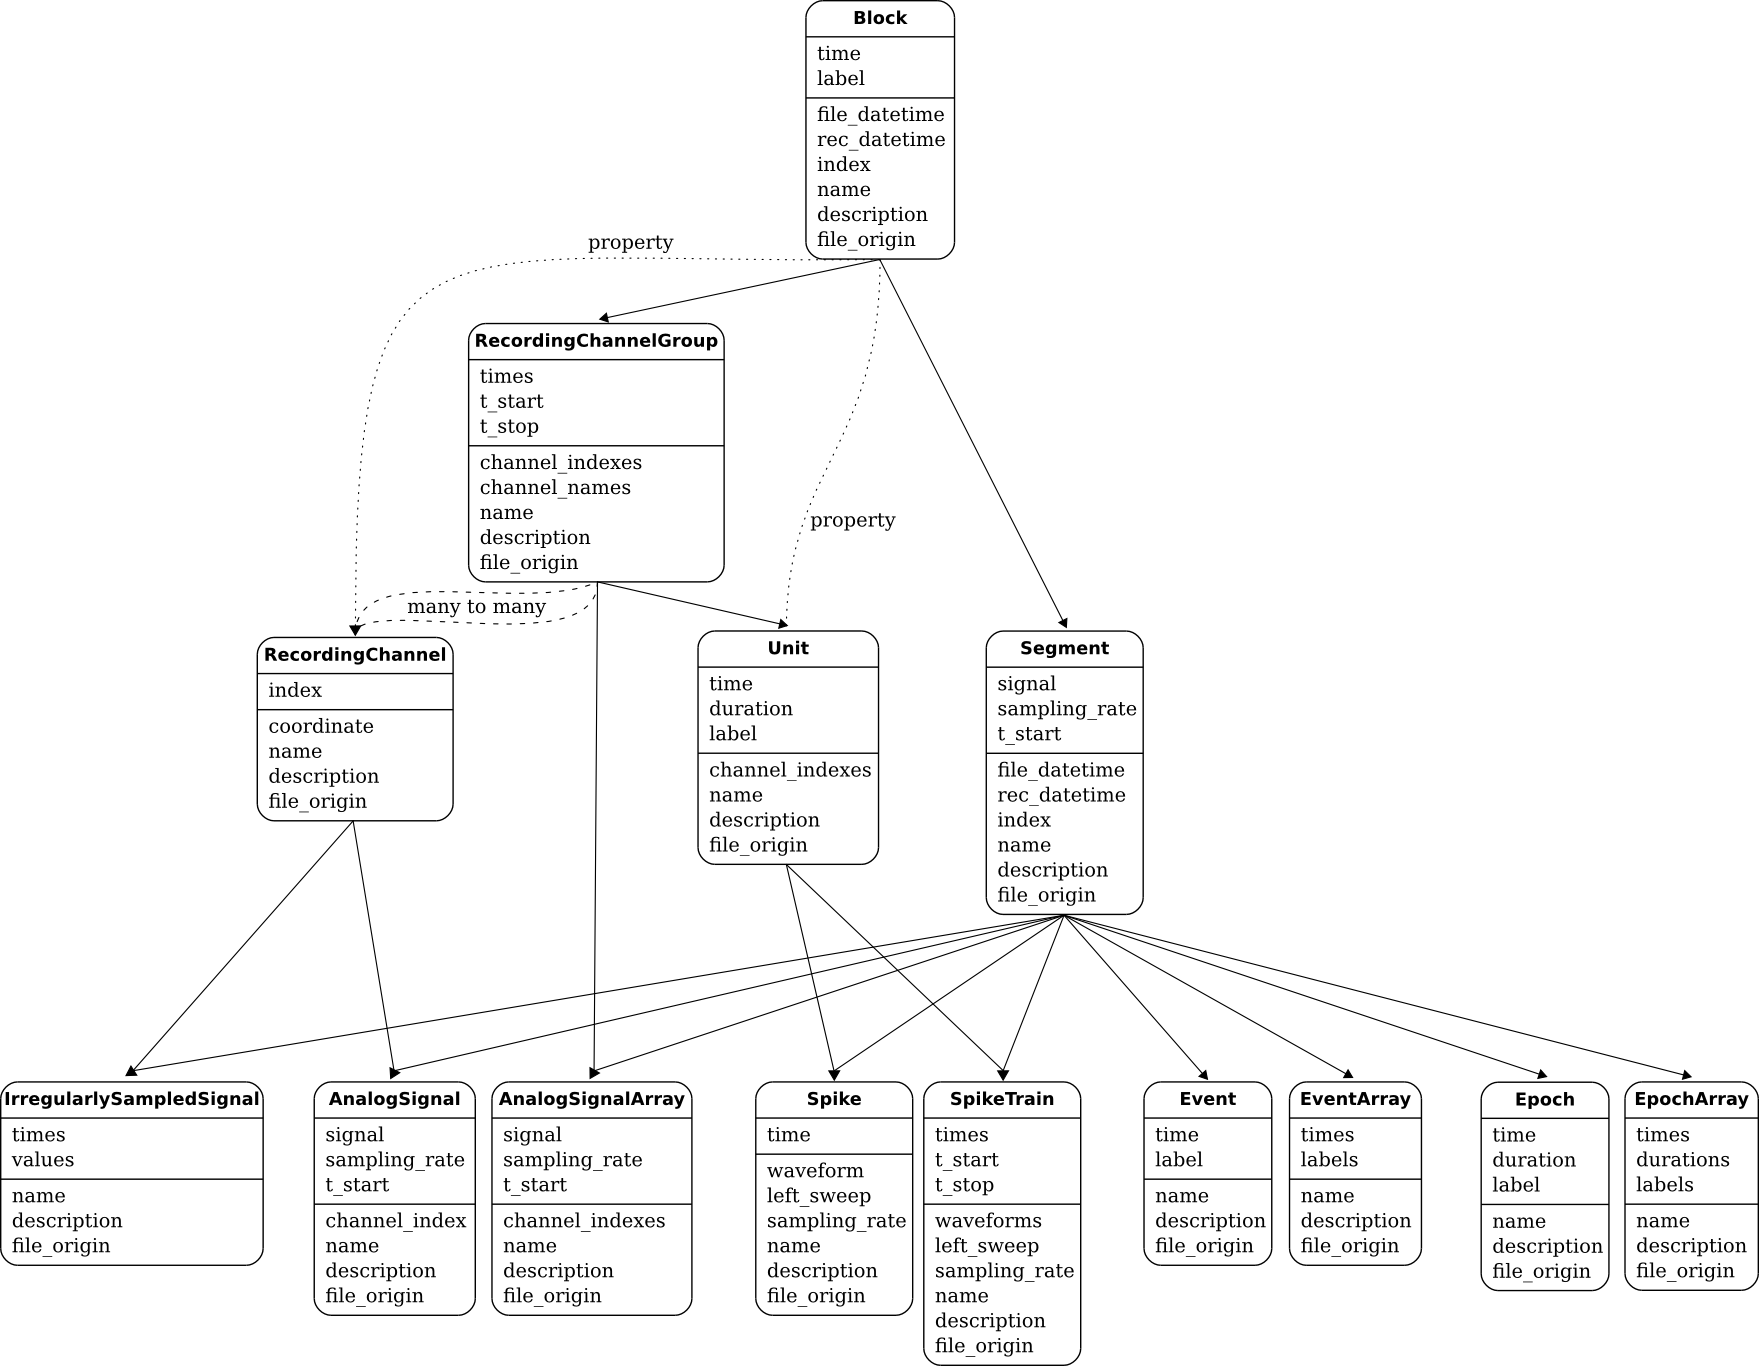 Block
time
label
file_datetime
rec_datetime
index
name
description
file_origin
property
RecordingChannelGroup
times
t_start
t_stop
channel_indexes
channel_names
name
description
file_origin
property
many to many
RecordingChannel
index
coordinate
name
description
file_origin
Unit
time
duration
label
channel_indexes
name
description
file_origin
Segment
signal
sampling_rate
t_start
file_datetime
rec_datetime
index
name
description
file_origin
IrregularlySampledSignal
times
values
name
description
file_origin
AnalogSignal
signal
sampling_rate
t_start
channel_index
name
description
file_origin
AnalogSignalArray
signal
sampling_rate
t_start
channel_indexes
name
description
file_origin
Spike
time
waveform
left_sweep
sampling_rate
name
description
file_origin
SpikeTrain
times
t_start
t_stop
waveforms
left_sweep
sampling_rate
name
description
file_origin
Event
time
label
name
description
file_origin
EventArray
times
labels
name
description
file_origin
Epoch
time
duration
label
name
description
file_origin
EpochArray
times
durations
labels
name
description
file_origin